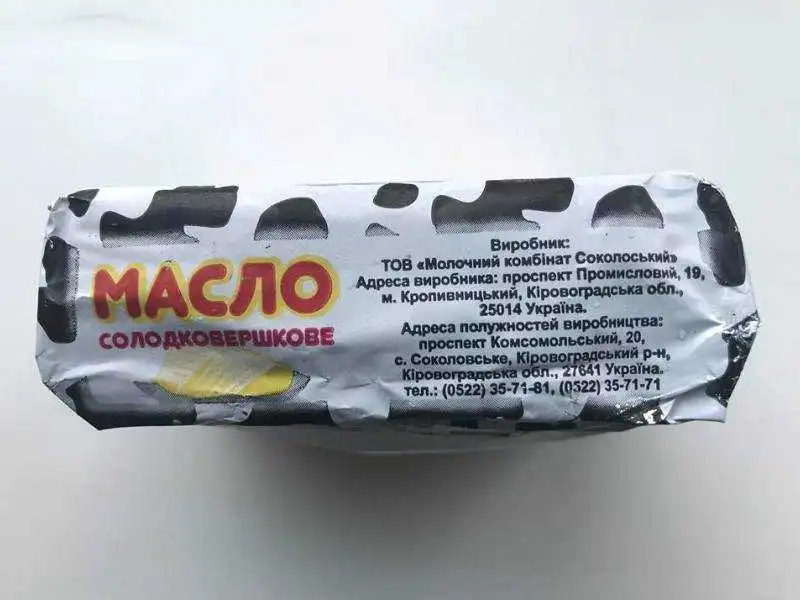 МАСЛО
СОЛОДКОВЕРШКОВЕ
Виробник:
ТОВ «Молочний комбінат Соколоський»
Адреса виробника: проспект Промисловий, 19,
м. Кропивницький, Кіровоградська обл.,
25014 Україна.
Адреса полужностей виробництва:
проспект Комсомольський, 20,
с. Соколовське, Кіровоградський р-н,
Кіровоградська обл., 27641 Україна.
тел.: (0522) 35-71-81, (0522) 35-71-71